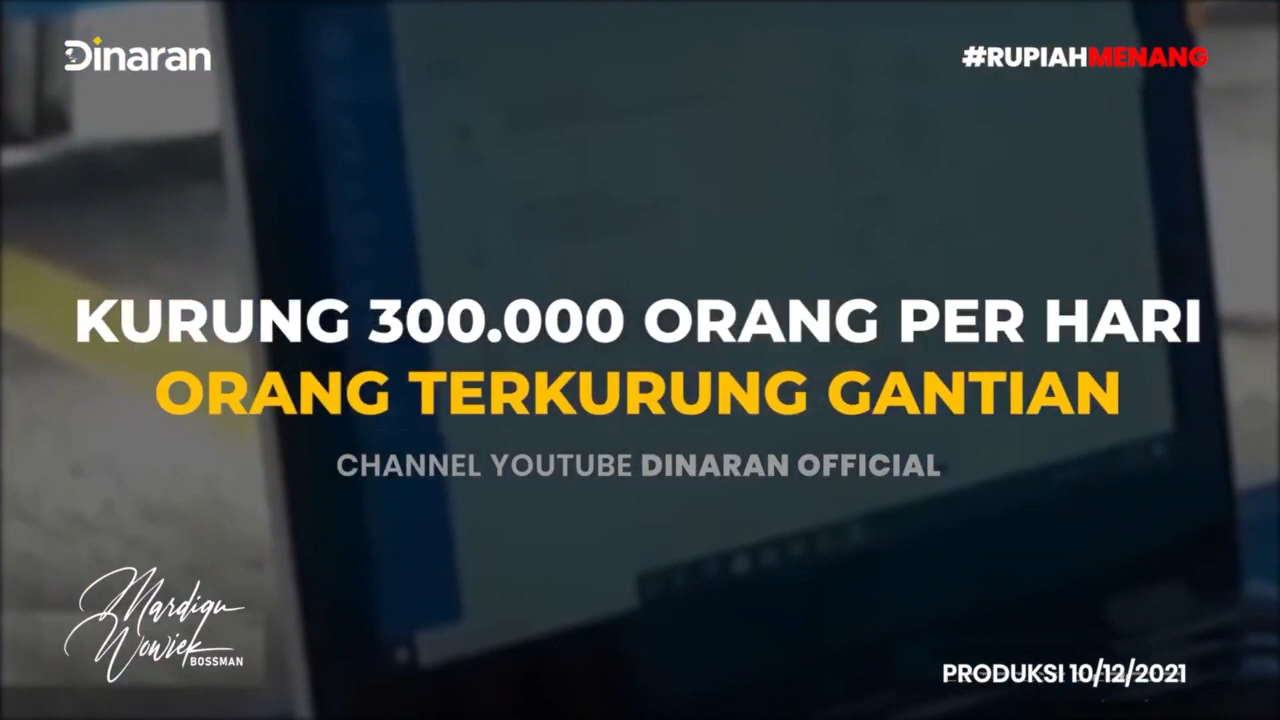 Dinaran
#RUPIAHMENANG
KURUNG 300.000 ORANG PER HARI
ORANG TERKURUNG GANTIAN
CHANNEL YOUTUBE DINARAN OFFICIAL
Mardigu
Wowiek
BOSSMAN
PRODUKSI 10/12/2021